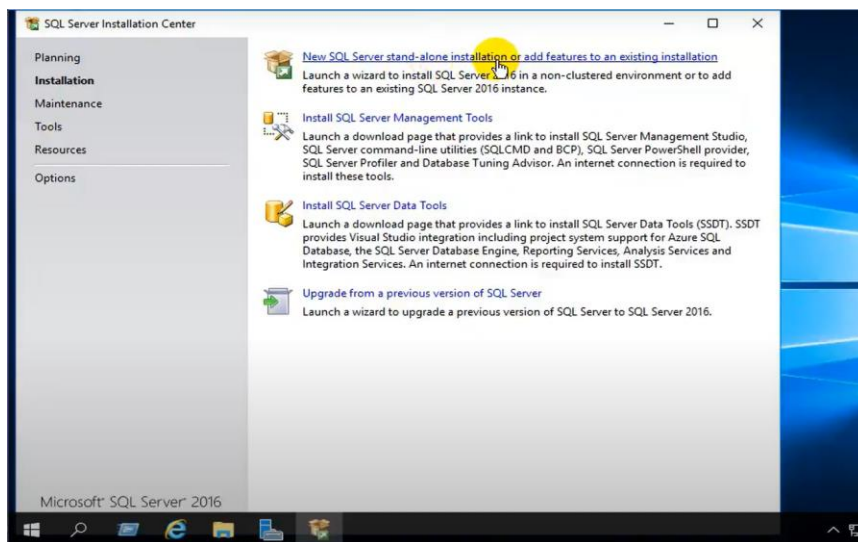 SQL Server Installation Center
Planning
Installation
Maintenance
Tools
Resources
Options
New SQL Server stand-alone installation or add features to an existing installation
Launch a wizard to install SQL Server 2016 in a non-clustered environment or to add
features to an existing SQL Server 2016 instance.
Install SQL Server Management Tools
Launch a download page that provides a link to install SQL Server Management Studio,
SQL Server command-line utilities (SQLCMD and BCP), SQL Server PowerShell provider,
SQL Server Profiler and Database Tuning Advisor. An internet connection is required to
install these tools.
Install SQL Server Data Tools
Launch a download page that provides a link to install SQL Server Data Tools (SSDT). SSDT
provides Visual Studio integration including project system support for Azure SQL
Database, the SQL Server Database Engine, Reporting Services, Analysis Services and
Integration Services. An internet connection is required to install SSDT.
Upgrade from a previous version of SQL Server
Launch a wizard to upgrade a previous version of SQL Server to SQL Server 2016.
Microsoft SQL Server 2016